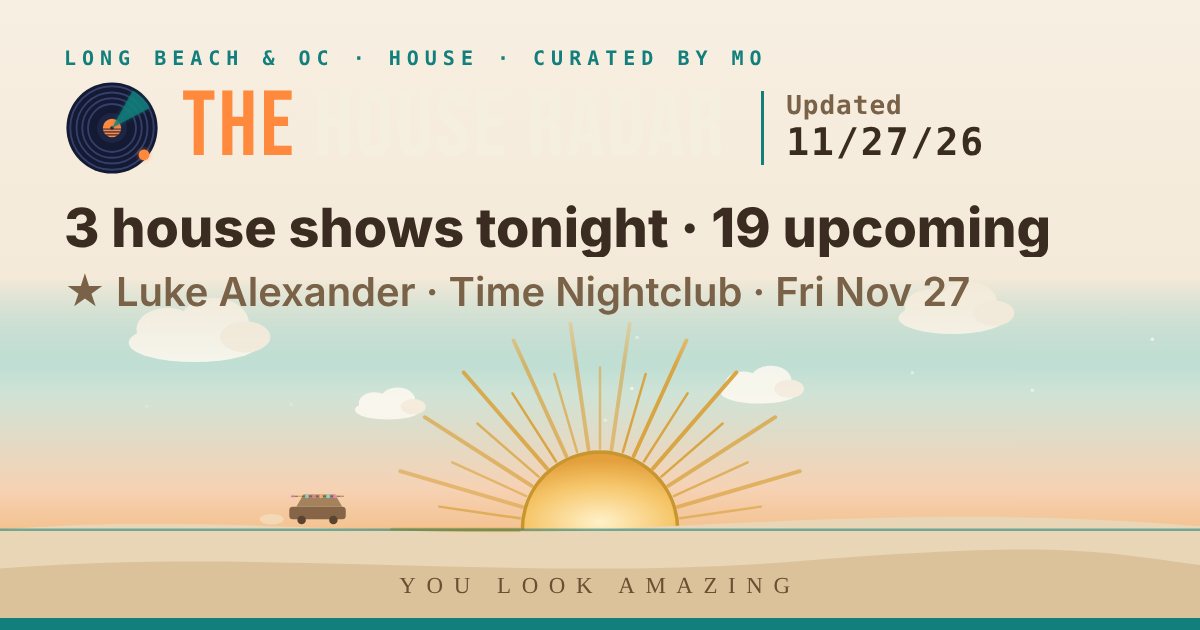 LONG BEACH & OC · HOUSE · CURATED BY MO
THE HOUSE RADAR
Updated
11/27/26
3 house shows tonight · 19 upcoming
★ Luke Alexander · Time Nightclub · Fri Nov 27
YOU LOOK AMAZING